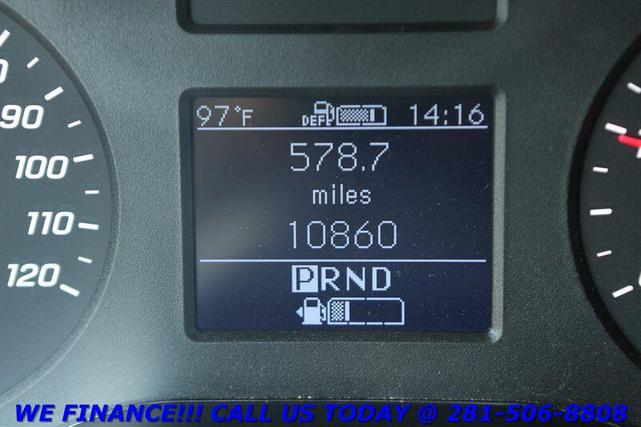 97°F DEF 14:16
578.7
miles
10860
PRND
90
100
110
120
WE FINANCE!!! CALL US TODAY @ 281-506-8808